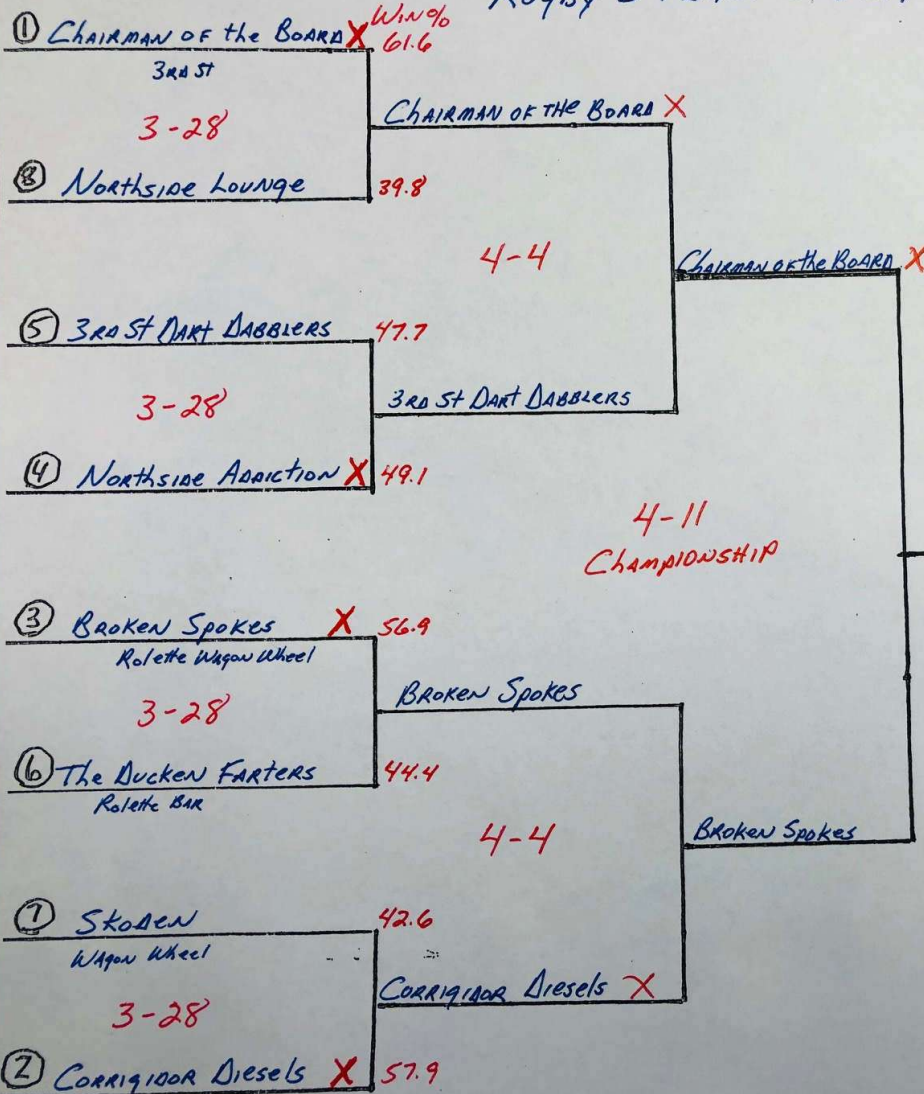 Rugby
Win%
① Chairman of the Board X 61.6
3rd St
3-28
Chairman of the Board X
⑧ Northside Lounge 39.8
4-4
Chairman of the Board X
⑤ 3rd St Dart Dabblers 47.7
3-28
3rd St Dart Dabblers
④ Northside Addiction X 49.1
4-11
Championship
③ Broken Spokes X 56.9
Rolette Wagon Wheel
Broken Spokes
3-28
⑥ The Ducken Farters 44.4
Rolette Bar
4-4
Broken Spokes
⑦ Skoden 42.6
Wagon Wheel
Corrigidor Diesels X
3-28
② Corrigidor Diesels X 57.9